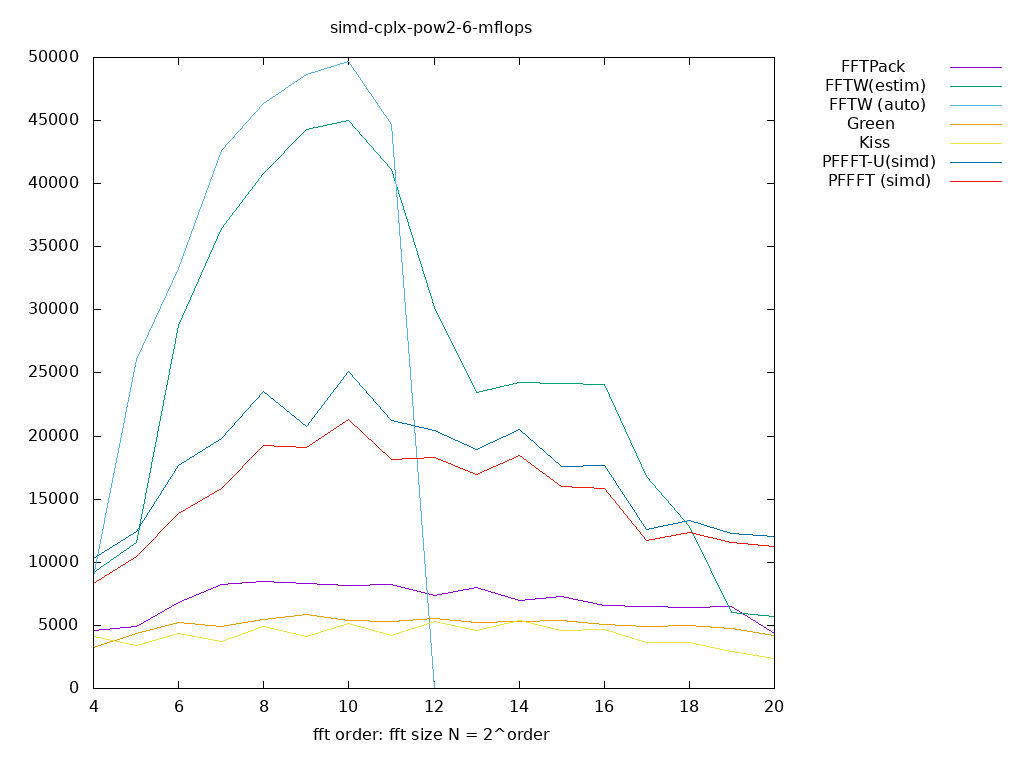 simd-cplx-pow2-6-mflops
50000
45000
40000
35000
30000
25000
20000
15000
10000
5000
0
4 6 8 10 12 14 16 18 20
fft order: fft size N = 2^order
FFTPack
FFTW(estim)
FFTW (auto)
Green
Kiss
PFFFT-U(simd)
PFFFT (simd)